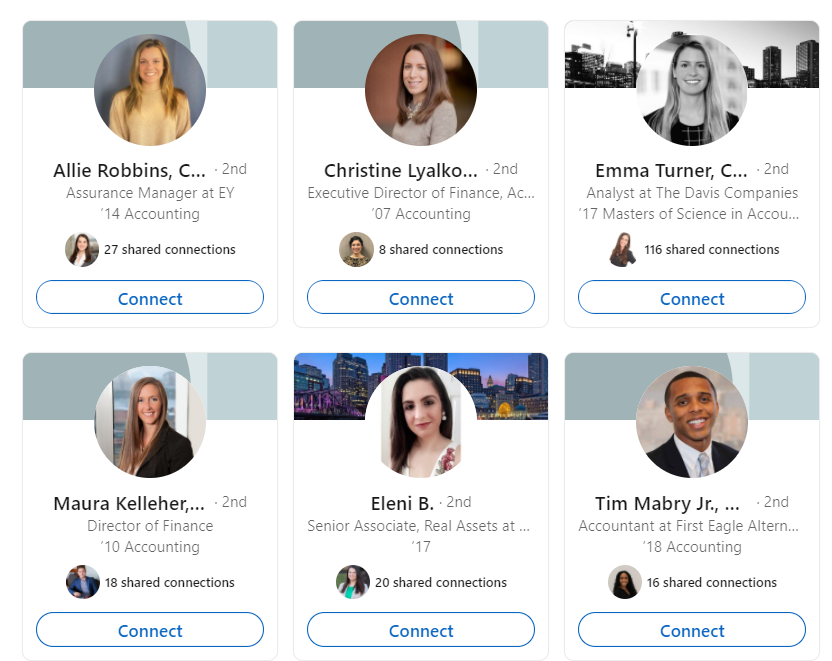 Allie Robbins, C... · 2nd
Assurance Manager at EY
'14 Accounting
27 shared connections
Connect
Christine Lyalko... · 2nd
Executive Director of Finance, Ac...
'07 Accounting
8 shared connections
Connect
Emma Turner, C... · 2nd
Analyst at The Davis Companies
'17 Masters of Science in Accou...
116 shared connections
Connect
Maura Kelleher,... · 2nd
Director of Finance
'10 Accounting
18 shared connections
Connect
Eleni B. · 2nd
Senior Associate, Real Assets at ...
'17
20 shared connections
Connect
Tim Mabry Jr., ... · 2nd
Accountant at First Eagle Altern...
'18 Accounting
16 shared connections
Connect